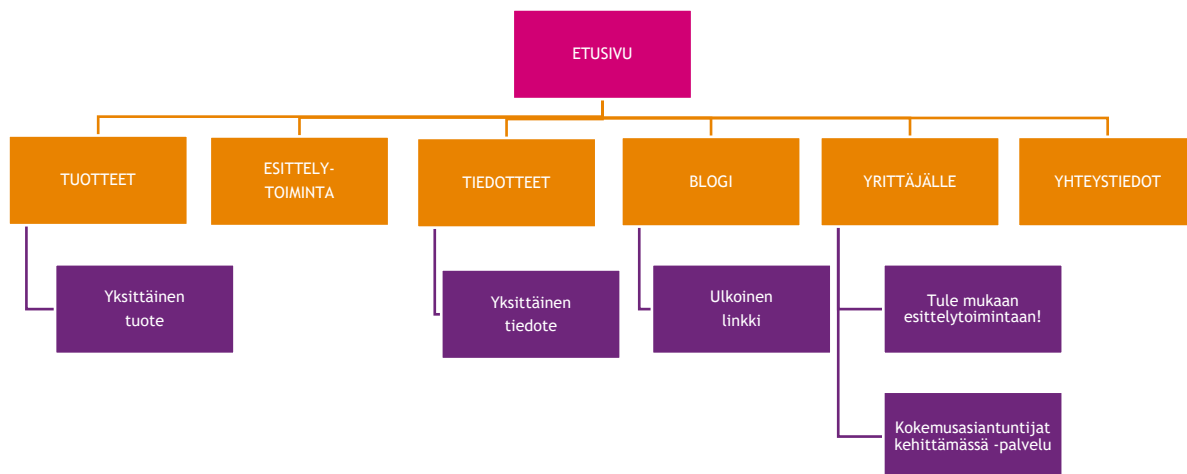 ETUSIVU
TUOTTEET
ESITTELY-
TOIMINTA
TIEDOTTEET
BLOGI
YRITTÄJÄLLE
YHTEYSTIEDOT
Yksittäinen
tuote
Yksittäinen
tiedote
Ulkoinen
linkki
Tule mukaan
esittelytoimintaan!
Kokemusasiantuntijat
kehittämässä -palvelu